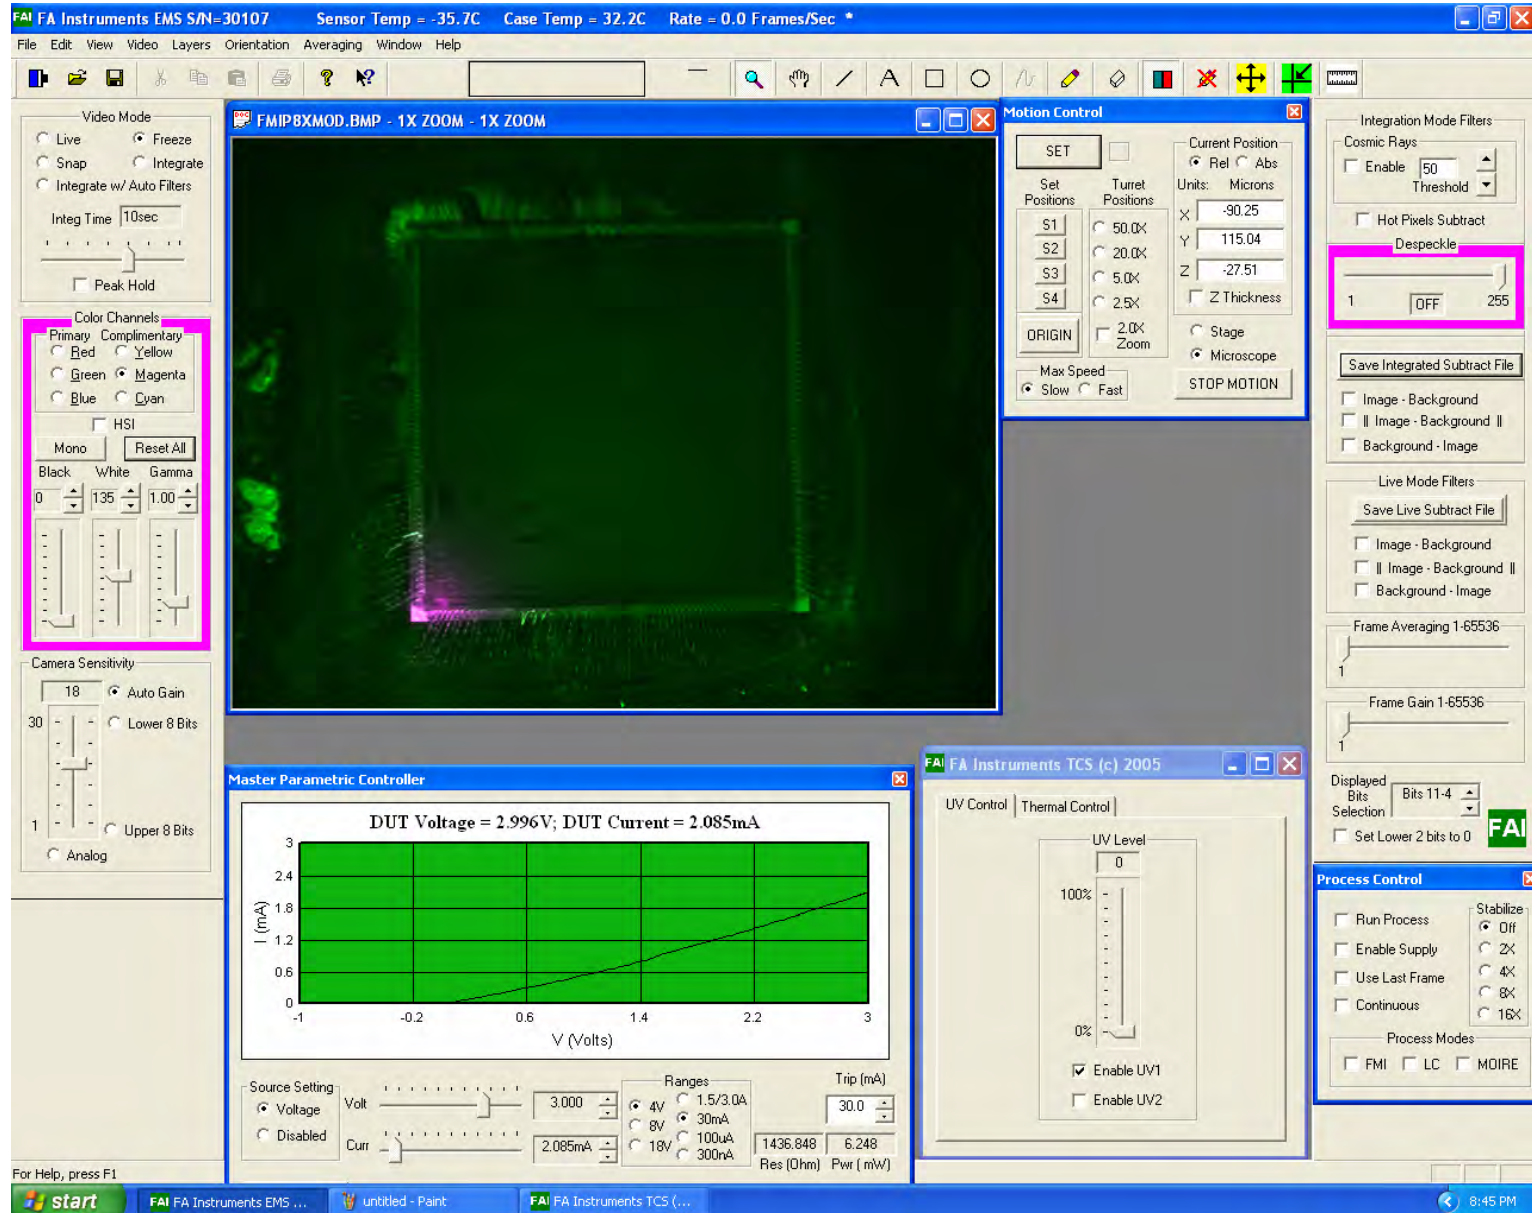 FAI FA Instruments EMS S/N=30107 Sensor Temp = -35.7C Case Temp = 32.2C Rate = 0.0 Frames/Sec *
File Edit View Video Layers Orientation Averaging Window Help
Video Mode
Live Freeze
Snap Integrate
Integrate w/ Auto Filters
Integ Time 10sec
Peak Hold
Color Channels
Primary Complimentary
Red Yellow
Green Magenta
Blue Cyan
HSI
Mono Reset All
Black White Gamma
0 135 1.00
Camera Sensitivity
18 Auto Gain
30 Lower 8 Bits
1 Upper 8 Bits
Analog
DOC FMIP8XMOD.BMP - 1X ZOOM - 1X ZOOM
Motion Control
SET
Current Position
Rel Abs
Set Positions
Turret Positions
Units: Microns
S1 50.0X X -90.25
S2 20.0X Y 115.04
S3 5.0X Z -27.51
S4 2.5X Z Thickness
ORIGIN 2.0X Zoom
Stage
Microscope
Max Speed
Slow Fast
STOP MOTION
Integration Mode Filters
Cosmic Rays
Enable 50
Threshold
Hot Pixels Subtract
Despeckle
1 OFF 255
Save Integrated Subtract File
Image - Background
|| Image - Background ||
Background - Image
Live Mode Filters
Save Live Subtract File
Image - Background
|| Image - Background ||
Background - Image
Frame Averaging 1-65536
1
Frame Gain 1-65536
1
Displayed Bits Selection
Bits 11-4
Set Lower 2 bits to 0
FAI
Master Parametric Controller
DUT Voltage = 2.996V; DUT Current = 2.085mA
3
2.4
1.8
1.2
0.6
0
I (mA)
-1 -0.2 0.6 1.4 2.2 3
V (Volts)
Source Setting
Voltage
Disabled
Volt 3.000
Curr 2.085mA
Ranges
4V 1.5/3.0A
8V 30mA
18V 100uA
300nA
Trip (mA)
30.0
1436.848 6.248
Res (Ohm) Pwr ( mW)
FAI FA Instruments TCS (c) 2005
UV Control Thermal Control
UV Level
0
100%
0%
Enable UV1
Enable UV2
Process Control
Run Process
Enable Supply
Use Last Frame
Continuous
Stabilize
Off
2X
4X
8X
16X
Process Modes
FMI LC MOIRE
For Help, press F1
start FAI FA Instruments EMS ... untitled - Paint FAI FA Instruments TCS (... 8:45 PM